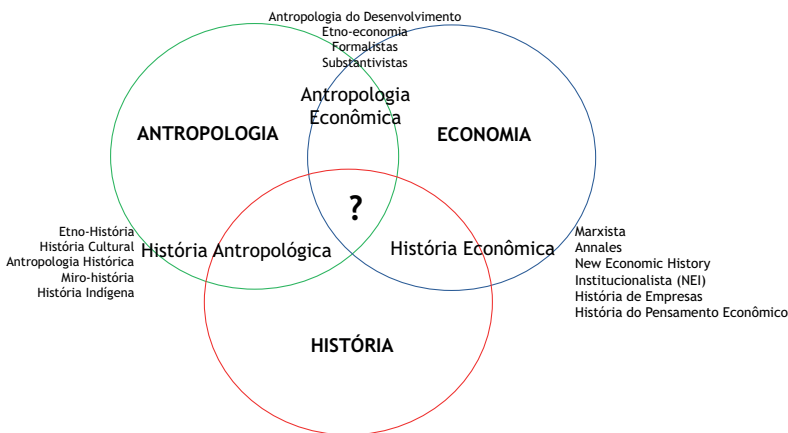 Antropologia do Desenvolvimento
Etno-economia
Formalistas
Substantivistas
Antropologia
Econômica
ANTROPOLOGIA
ECONOMIA
?
Etno-História
História Cultural
Antropologia Histórica
Miro-história
História Indígena
História Antropológica
História Econômica
Marxista
Annales
New Economic History
Institucionalista (NEI)
História de Empresas
História do Pensamento Econômico
HISTÓRIA